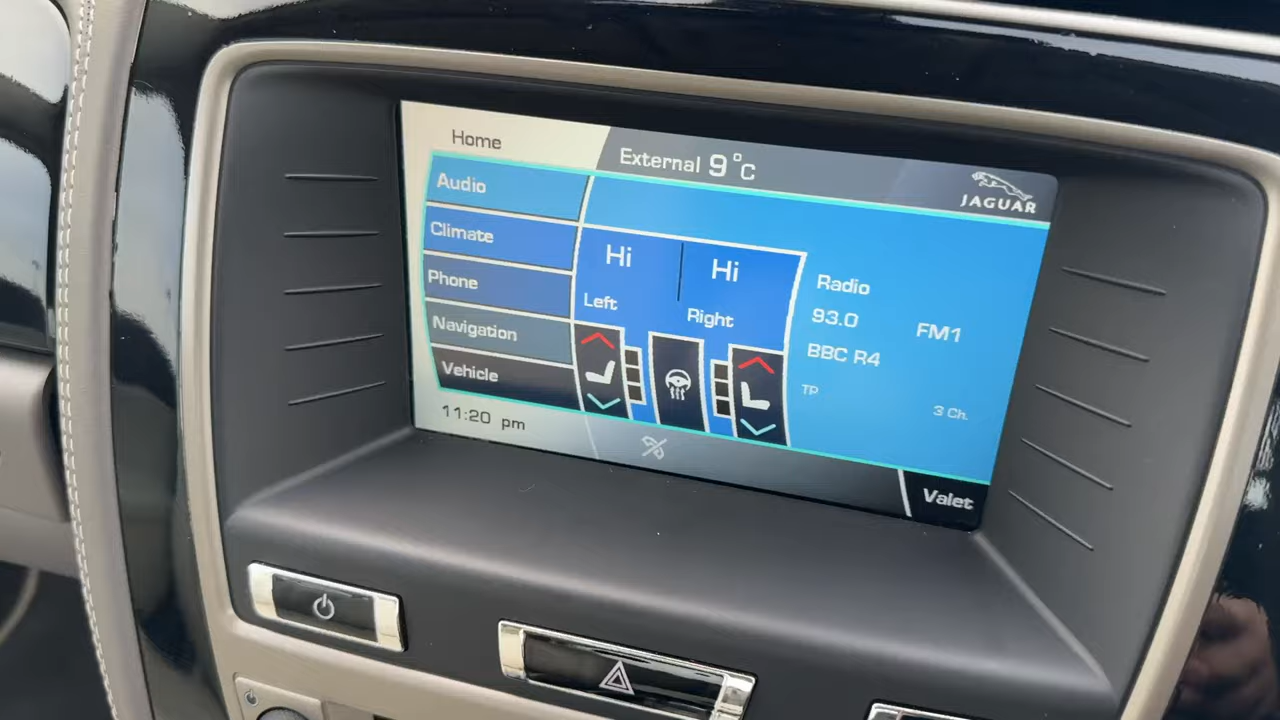 Home
External 9°C
JAGUAR
Audio
Climate
Phone
Navigation
Vehicle
Hi
Hi
Left
Right
Radio
93.0
FM1
BBC R4
TP
3 Ch.
11:20 pm
Valet